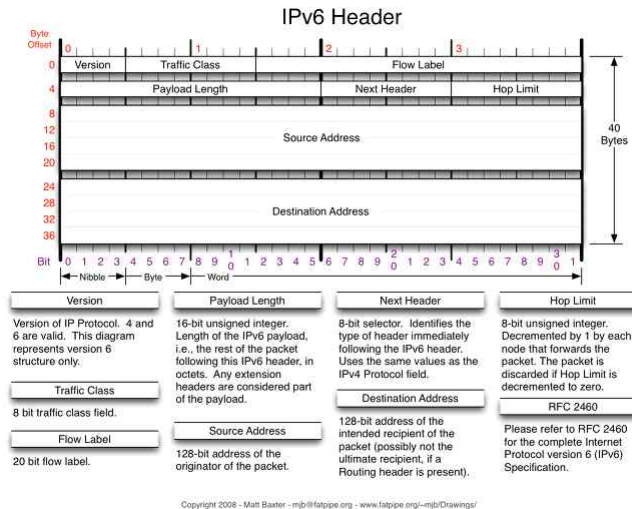 IPv6 Header
Byte Offset
0 1 2 3
0 Version Traffic Class Flow Label
4 Payload Length Next Header Hop Limit
8
12
16
20
Source Address
24
28
32
36
Destination Address
40 Bytes
Bit 0 1 2 3 4 5 6 7 8 9 10 1 2 3 4 5 6 7 8 9 20 1 2 3 4 5 6 7 8 9 30 1
Nibble Byte Word
Version
Version of IP Protocol. 4 and
6 are valid. This diagram
represents version 6
structure only.
Traffic Class
8 bit traffic class field.
Flow Label
20 bit flow label.
Payload Length
16-bit unsigned integer.
Length of the IPv6 payload,
i.e., the rest of the packet
following this IPv6 header, in
octets. Any extension
headers are considered part
of the payload.
Source Address
128-bit address of the
originator of the packet.
Next Header
8-bit selector. Identifies the
type of header immediately
following the IPv6 header.
Uses the same values as the
IPv4 Protocol field.
Destination Address
128-bit address of the
intended recipient of the
packet (possibly not the
ultimate recipient, if a
Routing header is present).
Hop Limit
8-bit unsigned integer.
Decremented by 1 by each
node that forwards the
packet. The packet is
discarded if Hop Limit is
decremented to zero.
RFC 2460
Please refer to RFC 2460
for the complete Internet
Protocol version 6 (IPv6)
Specification.
Copyright 2008 - Matt Baxter - mjb@fatpipe.org - www.fatpipe.org/~mjb/Drawings/